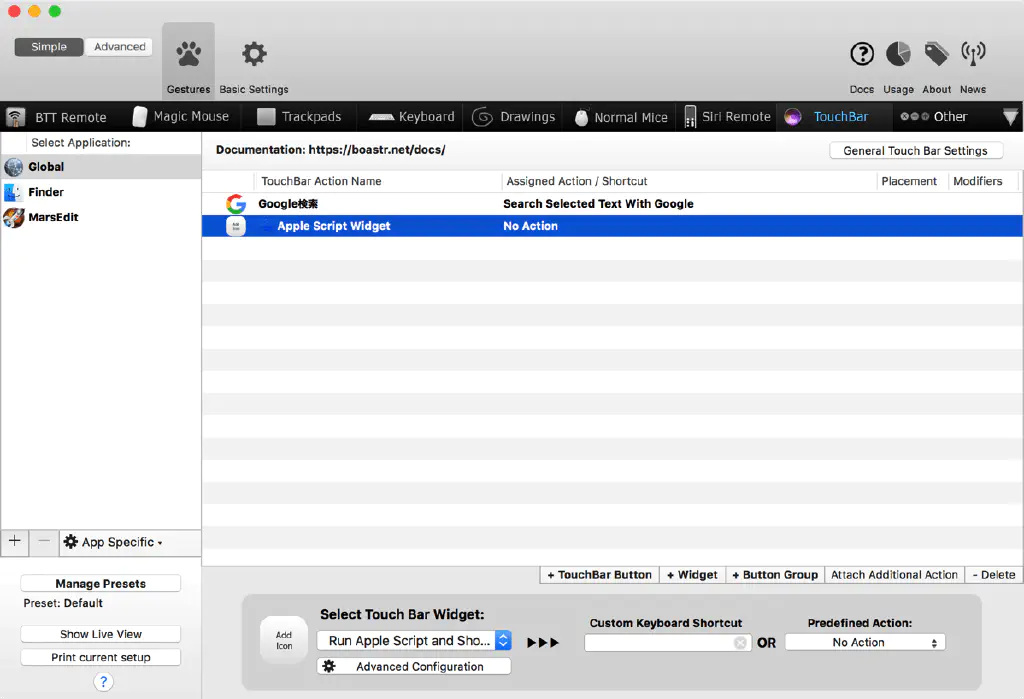 Simple
Advanced
Gestures
Basic Settings
Docs
Usage
About
News
BTT Remote
Magic Mouse
Trackpads
Keyboard
Drawings
Normal Mice
Siri Remote
TouchBar
Other
Select Application:
Global
Finder
MarsEdit
Documentation: https://boastr.net/docs/
General Touch Bar Settings
TouchBar Action Name
Assigned Action / Shortcut
Placement
Modifiers
Google検索
Search Selected Text With Google
Add
Icon
Apple Script Widget
No Action
App Specific
Manage Presets
Preset: Default
Show Live View
Print current setup
?
+ TouchBar Button
+ Widget
+ Button Group
Attach Additional Action
- Delete
Add
Icon
Select Touch Bar Widget:
Run Apple Script and Sho...
Advanced Configuration
Custom Keyboard Shortcut
OR
Predefined Action:
No Action